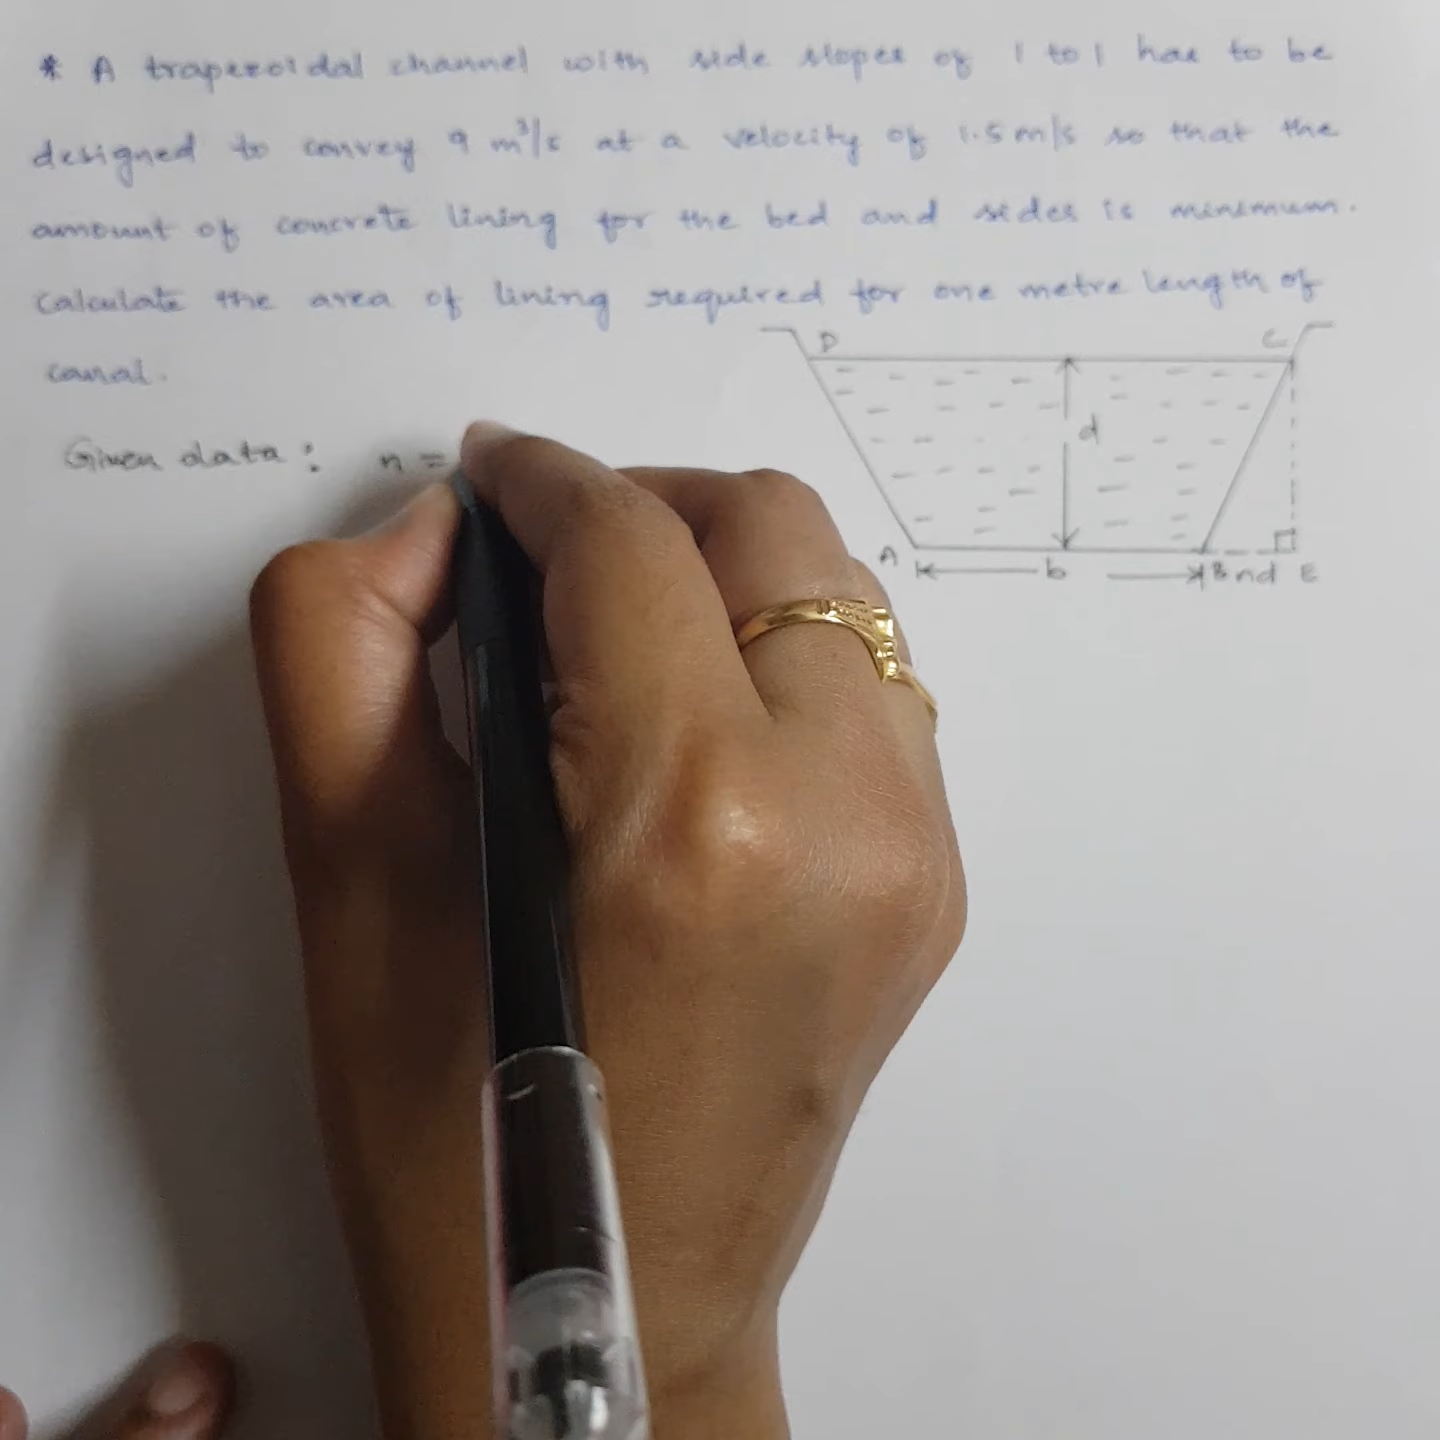 * A trapezoidal channel with side slopes of 1 to 1 has to be
designed to convey 9 m³/s at a velocity of 1.5 m/s so that the
amount of concrete lining for the bed and sides is minimum.
Calculate the area of lining required for one metre length of
canal.
D C
Given data : n =
d
A b B nd E